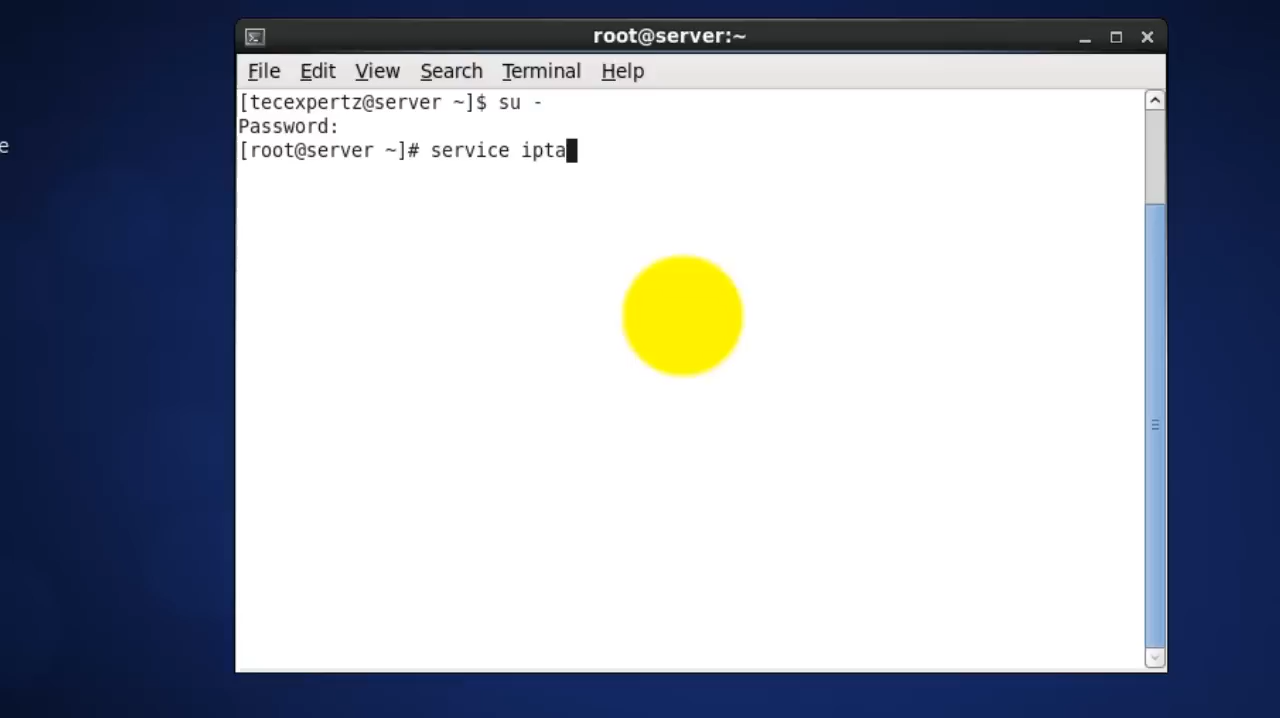 root@server:~
File Edit View Search Terminal Help
[tecexpertz@server ~]$ su -
Password:
[root@server ~]# service ipta
e